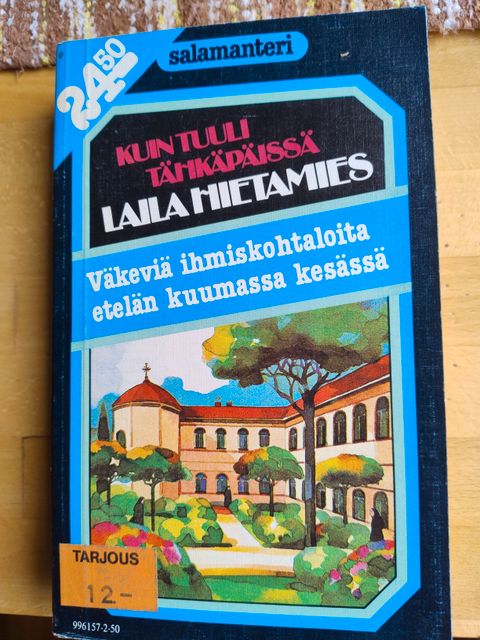 24 50
salamanteri
KUIN TUULI
TÄHKÄPÄISSÄ
LAILA HIETAMIES
Väkeviä ihmiskohtaloita
etelän kuumassa kesässä
TARJOUS
12.–
996157-2-50